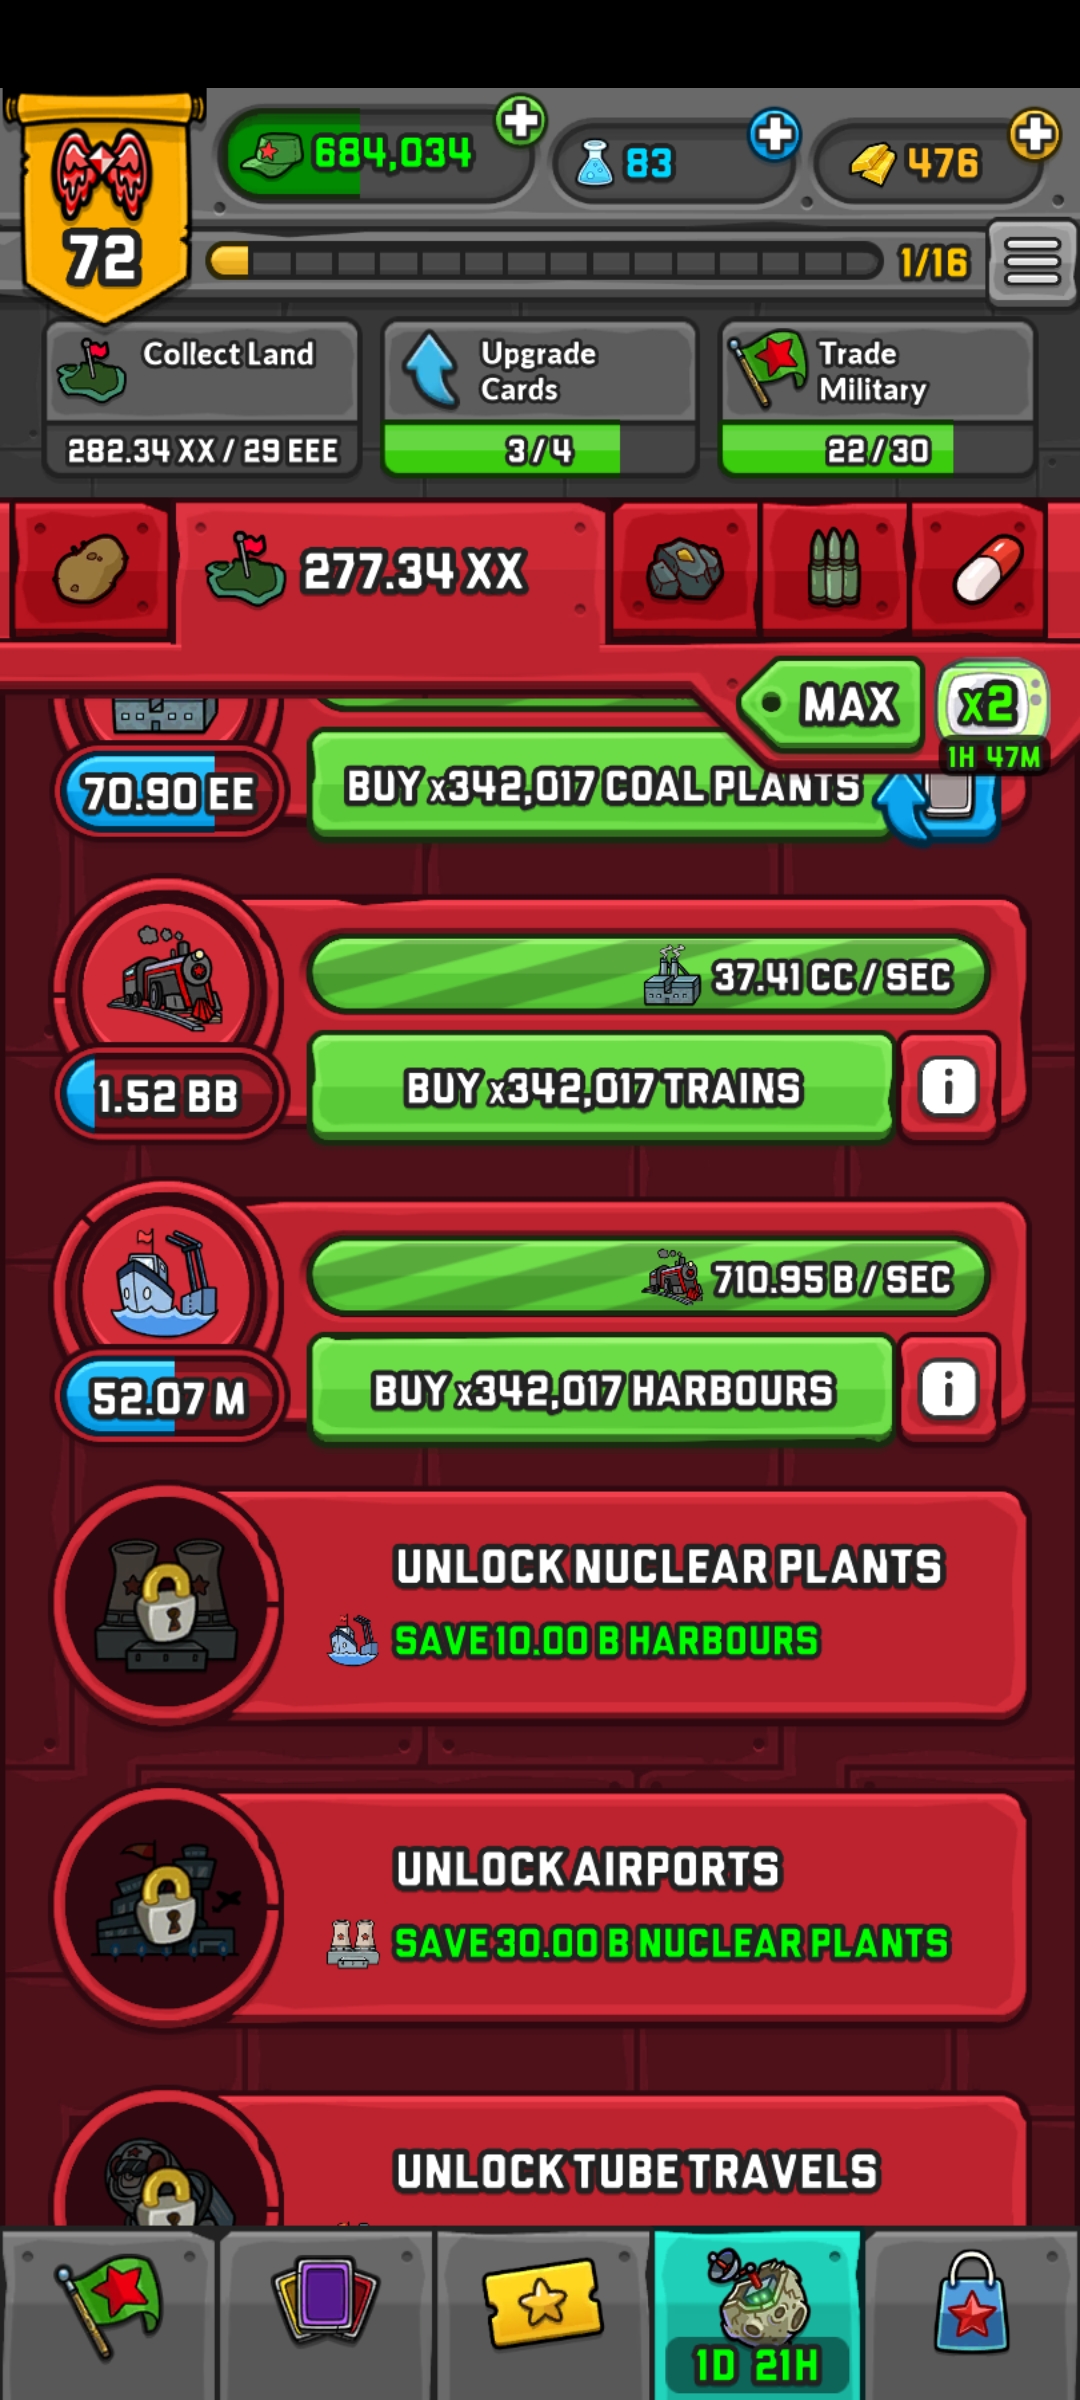 684,034
83
476
72
1/16
Collect Land
282.34 XX / 29 EEE
Upgrade
Cards
3/4
Trade
Military
22/30
277.34 XX
MAX
x2
1H 47M
70.90 EE
BUY x342,017 COAL PLANTS
37.41 CC / SEC
1.52 BB
BUY x342,017 TRAINS
i
710.95 B / SEC
52.07 M
BUY x342,017 HARBOURS
i
UNLOCK NUCLEAR PLANTS
SAVE 10.00 B HARBOURS
UNLOCK AIRPORTS
SAVE 30.00 B NUCLEAR PLANTS
UNLOCK TUBE TRAVELS
1D 21H